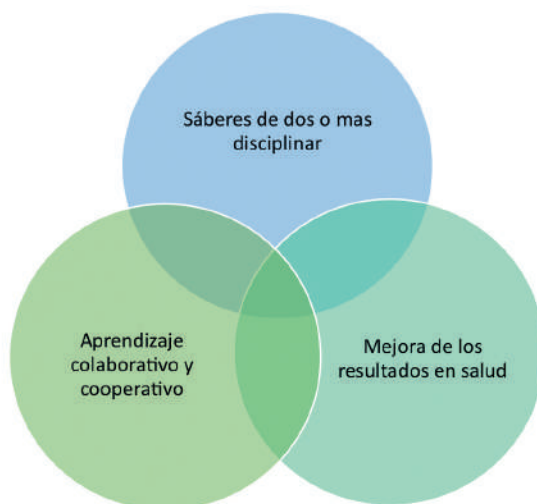 Sáberes de dos o mas
disciplinar
Aprendizaje
colaborativo y
cooperativo
Mejora de los
resultados en salud